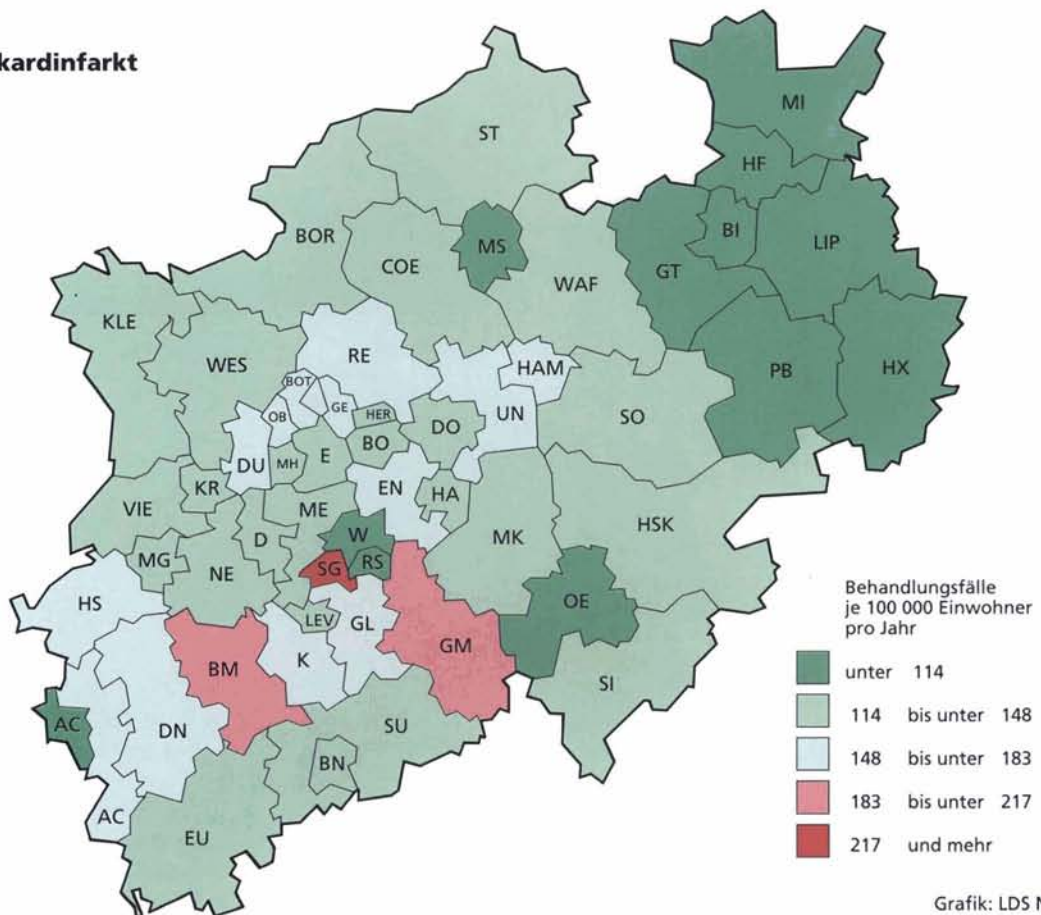 kardinfarkt
MI
ST
HF
BI
LIP
BOR
MS
COE
GT
WAF
KLE
RE
WES
HAM
PB
HX
BOT
OB
GE
HER
UN
SO
DO
BO
E
DU
MH
KR
EN
HA
VIE
ME
HSK
D
W
MK
MG
NE
SG
RS
HS
OE
LEV
GL
GM
BM
K
SI
AC
DN
SU
BN
AC
EU
Behandlungsfälle
je 100 000 Einwohner
pro Jahr
unter 114
114 bis unter 148
148 bis unter 183
183 bis unter 217
217 und mehr
Grafik: LDS N